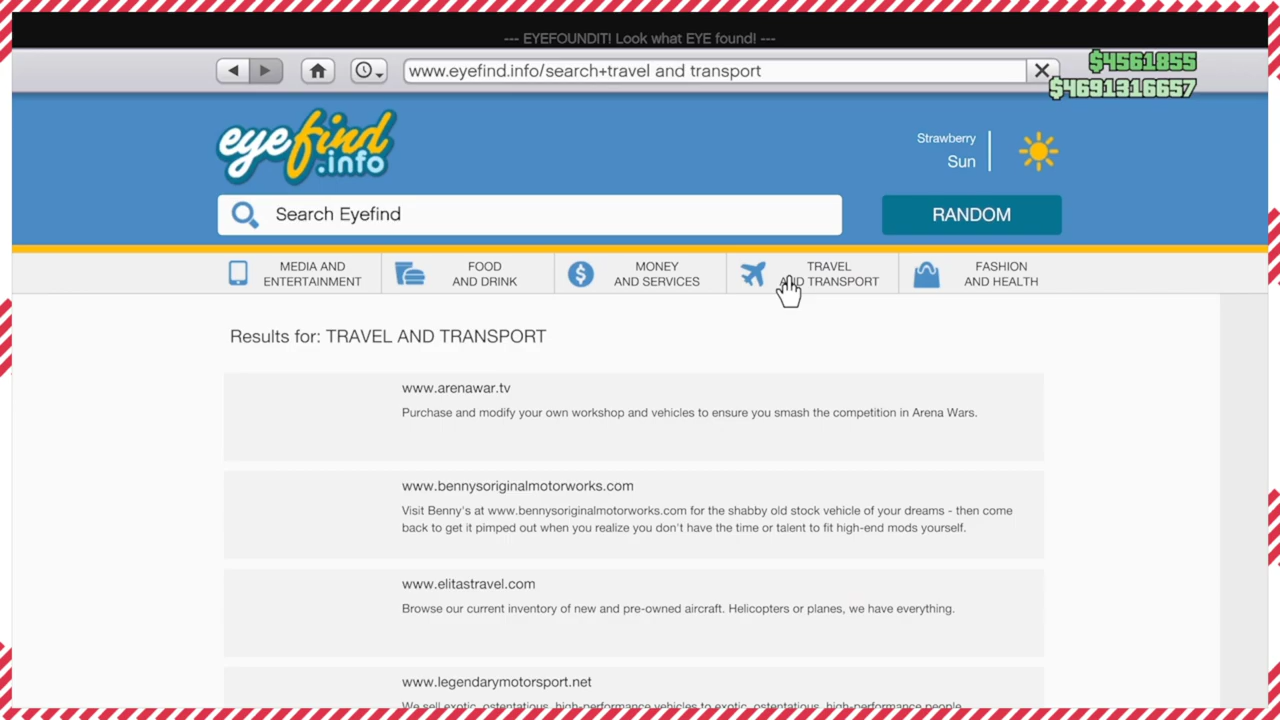 --- EYEFOUNDIT! Look what EYE found! ---
www.eyefind.info/search+travel and transport
$4561855
$4691316657
eyefind
.info
Strawberry
Sun
Search Eyefind
RANDOM
MEDIA AND
ENTERTAINMENT
FOOD
AND DRINK
MONEY
AND SERVICES
TRAVEL
AND TRANSPORT
FASHION
AND HEALTH
Results for: TRAVEL AND TRANSPORT
www.arenawar.tv
Purchase and modify your own workshop and vehicles to ensure you smash the competition in Arena Wars.
www.bennysoriginalmotorworks.com
Visit Benny's at www.bennysoriginalmotorworks.com for the shabby old stock vehicle of your dreams - then come
back to get it pimped out when you realize you don't have the time or talent to fit high-end mods yourself.
www.elitastravel.com
Browse our current inventory of new and pre-owned aircraft. Helicopters or planes, we have everything.
www.legendarymotorsport.net
We sell exotic, ostentatious, high-performance vehicles to exotic, ostentatious, high-performance people.